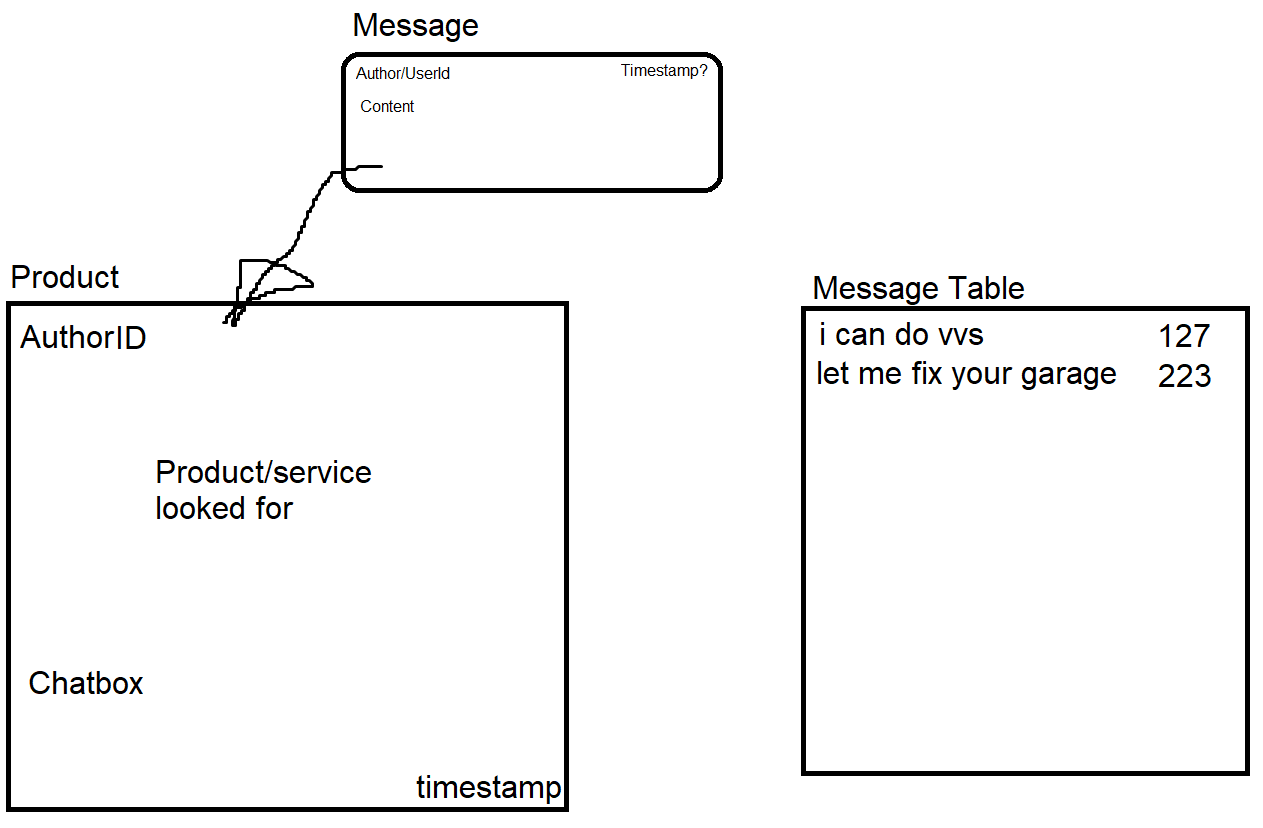 Message
Author/UserId
Timestamp?
Content
Product
AuthorID
Product/service
looked for
Chatbox
timestamp
Message Table
i can do vvs 127
let me fix your garage 223